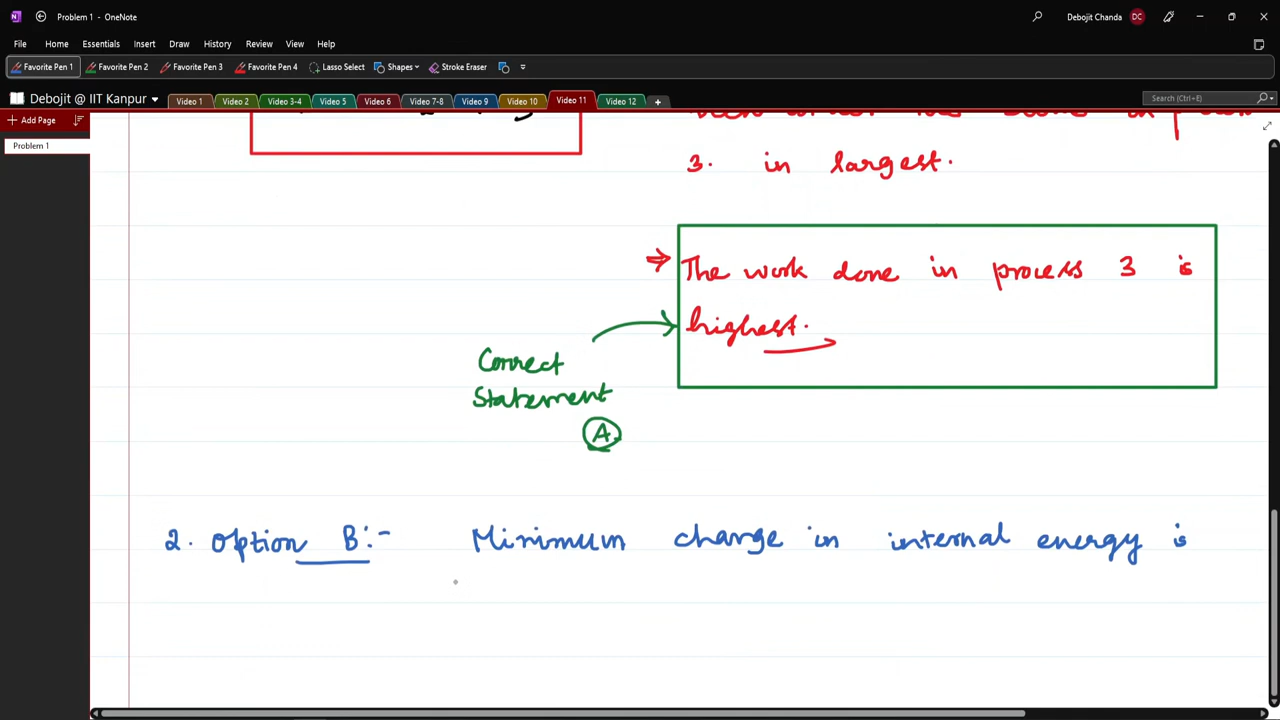 Problem 1 - OneNote
Debojit Chanda DC
File Home Essentials Insert Draw History Review View Help
Favorite Pen 1 Favorite Pen 2 Favorite Pen 3 Favorite Pen 4 Lasso Select Shapes Stroke Eraser
Debojit @ IIT Kanpur Video 1 Video 2 Video 3-4 Video 5 Video 6 Video 7-8 Video 9 Video 10 Video 11 Video 12 Search (Ctrl+E)
Add Page
Problem 1
3. in largest.
The work done in process 3 is
highest.
Correct
Statement
A
2. Option B:- Minimum change in internal energy is